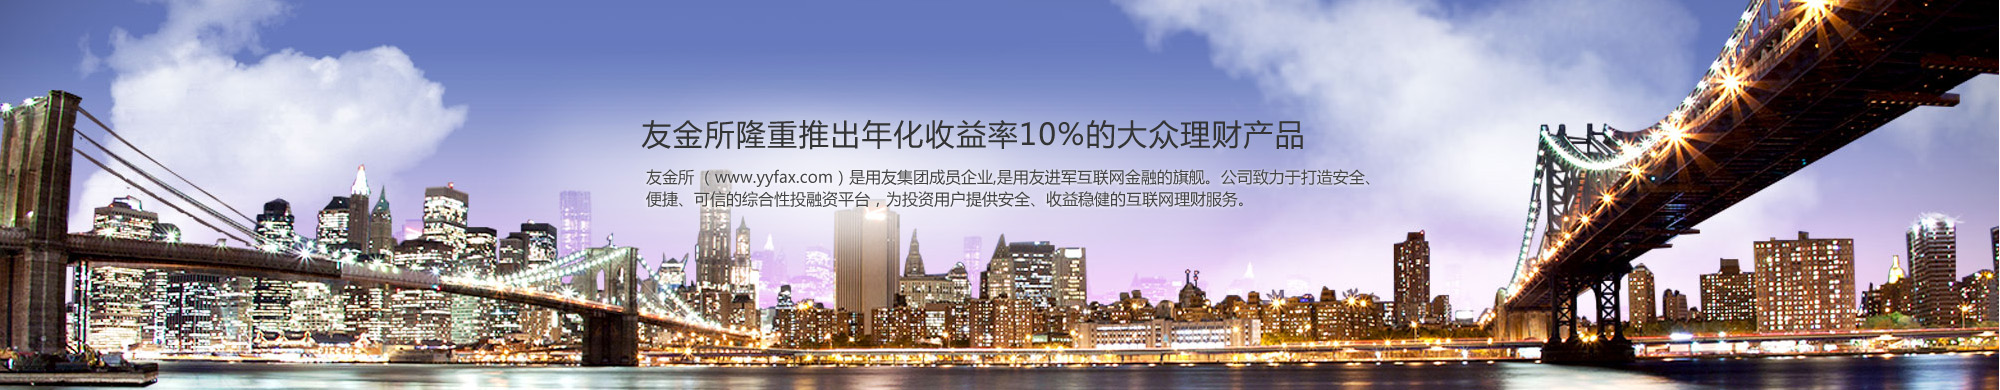 友金所隆重推出年化收益率10%的大众理财产品
友金所（www.yyfax.com）是用友集团成员企业,是用友进军互联网金融的旗舰。公司致力于打造安全、
便捷、可信的综合性投融资平台，为投资用户提供安全、收益稳健的互联网理财服务。